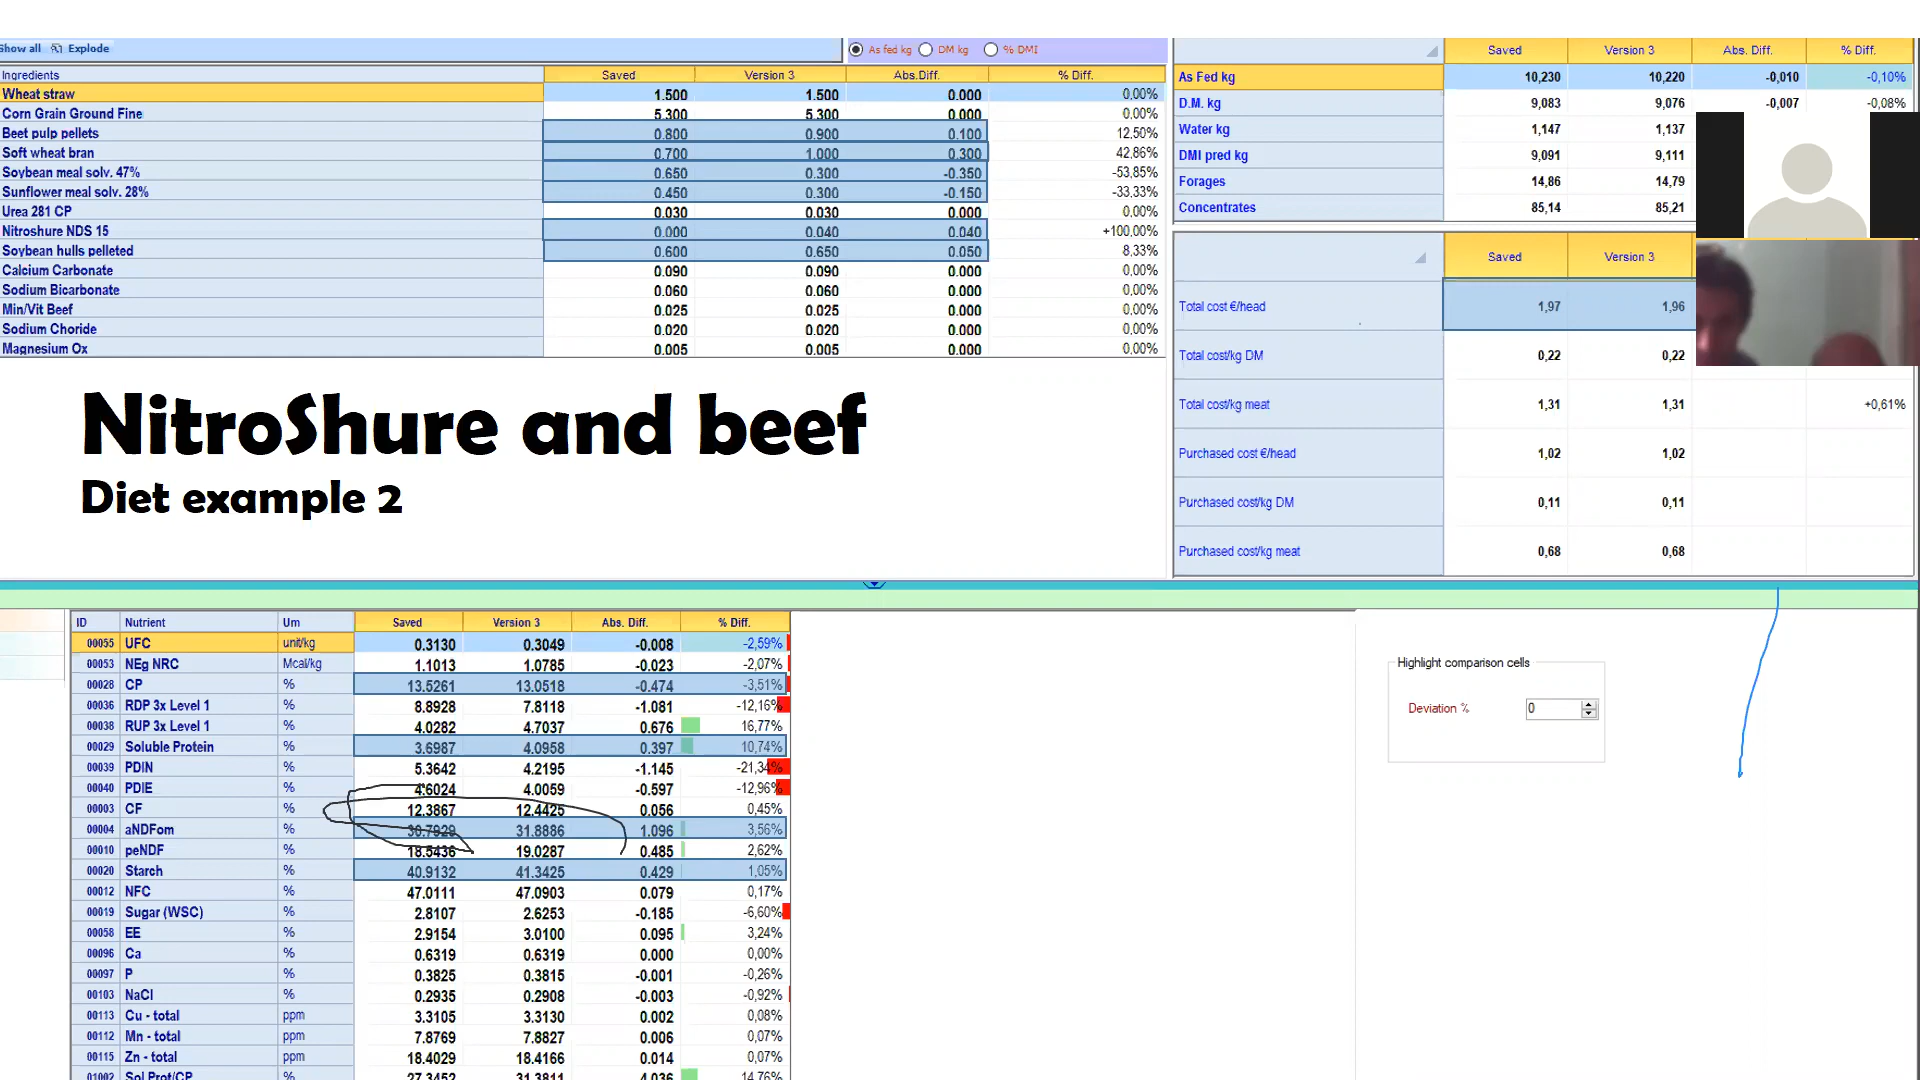 Show all Explode As fed kg DM kg % DMI
Ingredients Saved Version 3 Abs.Diff. % Diff.
Wheat straw 1.500 1.500 0.000 0.00%
Corn Grain Ground Fine 5.300 5.300 0.000 0.00%
Beet pulp pellets 0.800 0.900 0.100 12,50%
Soft wheat bran 0.700 1.000 0.300 42,86%
Soybean meal solv. 47% 0.650 0.300 -0.350 -53.85%
Sunflower meal solv. 28% 0.450 0.300 -0.150 -33,33%
Urea 281 CP 0.030 0.030 0.000 0.00%
Nitroshure NDS 15 0.000 0.040 0.040 +100,00%
Soybean hulls pelleted 0.600 0.650 0.050 8,33%
Calcium Carbonate 0.090 0.090 0.000 0.00%
Sodium Bicarbonate 0.060 0.060 0.000 0.00%
Min/Vit Beef 0.025 0.025 0.000 0.00%
Sodium Choride 0.020 0.020 0.000 0.00%
Magnesium Ox 0.005 0.005 0.000 0.00%
Saved Version 3 Abs. Diff. % Diff.
As Fed kg 10,230 10,220 -0,010 -0,10%
D.M. kg 9,083 9,076 -0,007 -0,08%
Water kg 1,147 1,137
DMI pred kg 9,091 9,111
Forages 14,86 14,79
Concentrates 85,14 85,21
Saved Version 3
Total cost €/head 1,97 1,96
Total cost/kg DM 0,22 0,22
Total cost/kg meat 1,31 1,31 +0,61%
Purchased cost €/head 1,02 1,02
Purchased cost/kg DM 0,11 0,11
Purchased cost/kg meat 0,68 0,68
NitroShure and beef
Diet example 2
ID Nutrient Um Saved Version 3 Abs. Diff. % Diff.
00055 UFC unit/kg 0.3130 0.3049 -0.008 -2,59%
00053 NEg NRC Mcal/kg 1.1013 1.0785 -0.023 -2,07%
00028 CP % 13.5261 13.0518 -0.474 -3,51%
00036 RDP 3x Level 1 % 8.8928 7.8118 -1.081 -12,16%
00038 RUP 3x Level 1 % 4.0282 4.7037 0.676 16,77%
00029 Soluble Protein % 3.6987 4.0958 0.397 10,74%
00039 PDIN % 5.3642 4.2195 -1.145 -21,34%
00040 PDIE % 4.6024 4.0059 -0.597 -12,96%
00003 CF % 12.3867 12.4425 0.056 0,45%
00004 aNDFom % 30.7929 31.8886 1.096 3,56%
00010 peNDF % 18.5436 19.0287 0.485 2,62%
00020 Starch % 40.9132 41.3425 0.429 1,05%
00012 NFC % 47.0111 47.0903 0.079 0,17%
00019 Sugar (WSC) % 2.8107 2.6253 -0.185 -6,60%
00058 EE % 2.9154 3.0100 0.095 3,24%
00096 Ca % 0.6319 0.6319 0.000 0,00%
00097 P % 0.3825 0.3815 -0.001 -0,26%
00103 NaCl % 0.2935 0.2908 -0.003 -0,92%
00113 Cu - total ppm 3.3105 3.3130 0.002 0,08%
00112 Mn - total ppm 7.8769 7.8827 0.006 0,07%
00115 Zn - total ppm 18.4029 18.4166 0.014 0,07%
01002 Sol Prot/CP % 27.3452 31.3811 4.036 14,76%
Highlight comparison cells
Deviation % 0